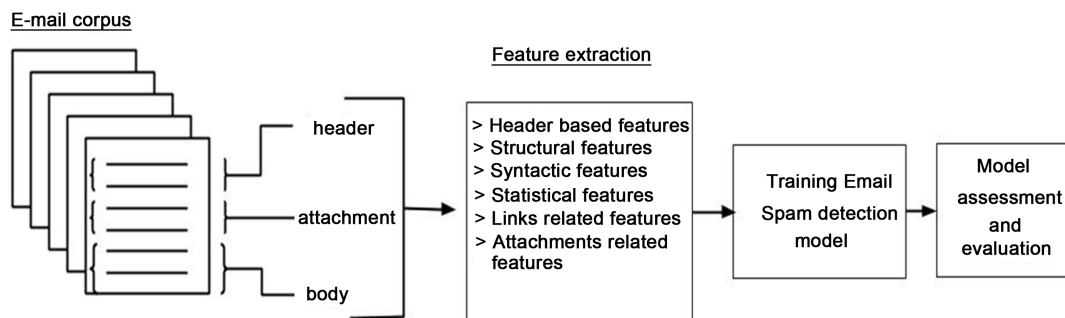 E-mail corpus
header
attachment
body
Feature extraction
> Header based features
> Structural features
> Syntactic features
> Statistical features
> Links related features
> Attachments related
features
Training Email
Spam detection
model
Model
assessment
and
evaluation